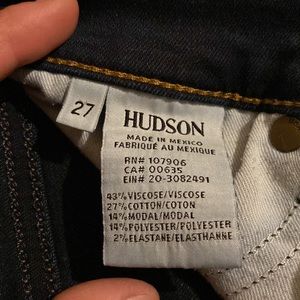 27
HUDSON
MADE IN MEXICO
FABRIQUÉ AU MEXIQUE
RN# 107906
CA# 00635
EIN# 20-3082491
43% VISCOSE/VISCOSE
27% COTTON/COTON
14% MODAL/MODAL
14% POLYESTER/POLYESTER
2% ELASTANE/ELASTHANNE